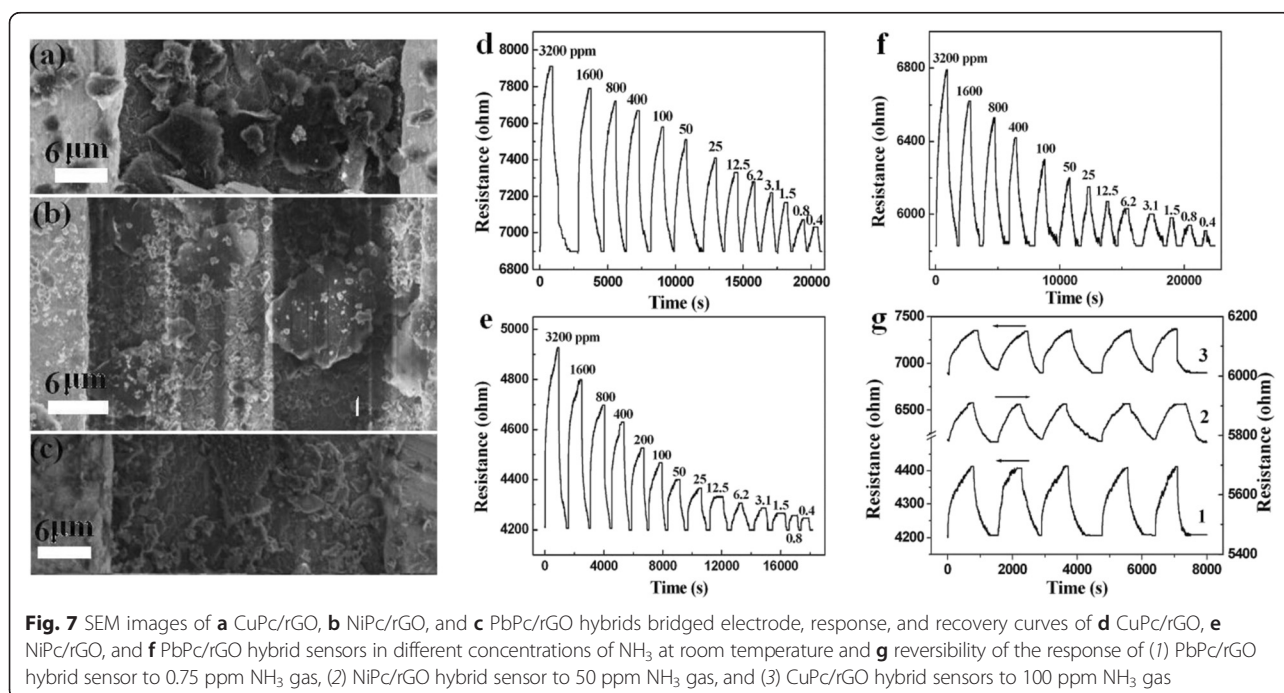 (a)
6 μm
(b)
6 μm
1
(c)
6 μm
d
8000
7800
7600
7400
7200
7000
6800
Resistance (ohm)
3200 ppm
1600
800
400
100
50
25
12.5
6.2
3.1
1.5
0.8
0.4
0 5000 10000 15000 20000
Time (s)
e
5000
4800
4600
4400
4200
Resistance (ohm)
3200 ppm
1600
800
400
200
100
50
25
12.5
6.2
3.1
1.5
0.8
0.4
0 4000 8000 12000 16000
Time (s)
f
6800
6400
6000
Resistance (ohm)
3200 ppm
1600
800
400
100
50
25
12.5
6.2
3.1
1.5
0.8
0.4
0 10000 20000
Time (s)
g
7500
7000
6500
4400
4300
4200
Resistance (ohm)
3
2
1
6200
6000
5800
5600
5400
Resistance (ohm)
0 2000 4000 6000 8000
Time (s)
Fig. 7 SEM images of a CuPc/rGO, b NiPc/rGO, and c PbPc/rGO hybrids bridged electrode, response, and recovery curves of d CuPc/rGO, e
NiPc/rGO, and f PbPc/rGO hybrid sensors in different concentrations of NH₃ at room temperature and g reversibility of the response of (1) PbPc/rGO
hybrid sensor to 0.75 ppm NH₃ gas, (2) NiPc/rGO hybrid sensor to 50 ppm NH₃ gas, and (3) CuPc/rGO hybrid sensors to 100 ppm NH₃ gas